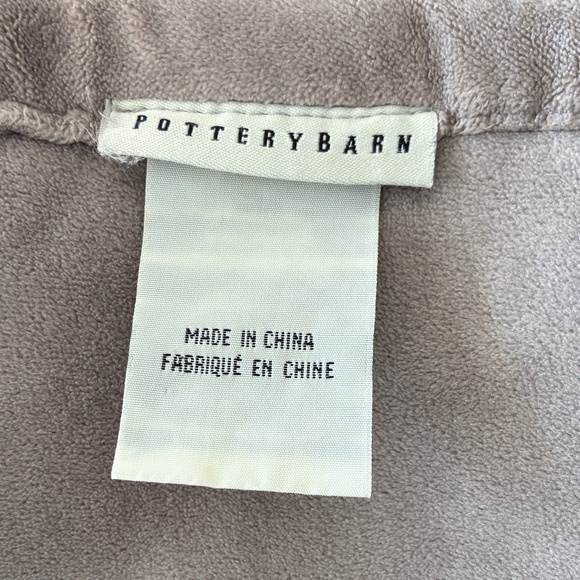 POTTERYBARN
MADE IN CHINA
FABRIQUÉ EN CHINE